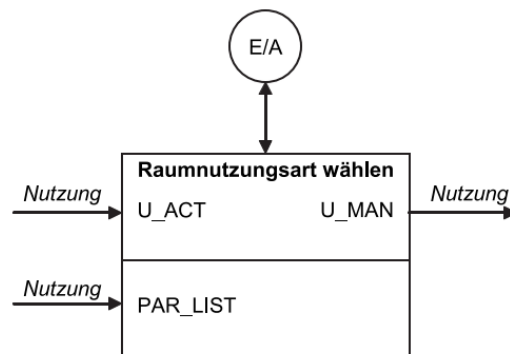 E/A
Raumnutzungsart wählen
Nutzung
U_ACT U_MAN
Nutzung
Nutzung
PAR_LIST